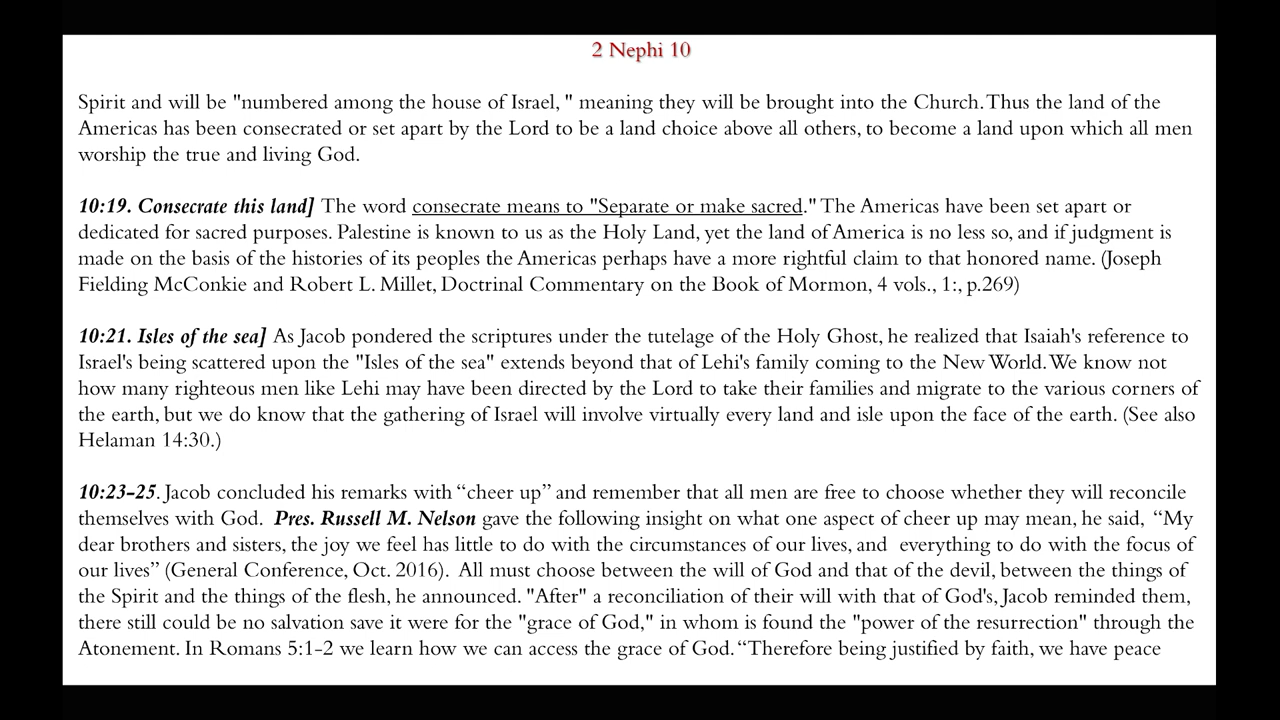 2 Nephi 10
Spirit and will be "numbered among the house of Israel, " meaning they will be brought into the Church. Thus the land of the
Americas has been consecrated or set apart by the Lord to be a land choice above all others, to become a land upon which all men
worship the true and living God.
10:19. Consecrate this land] The word consecrate means to "Separate or make sacred." The Americas have been set apart or
dedicated for sacred purposes. Palestine is known to us as the Holy Land, yet the land of America is no less so, and if judgment is
made on the basis of the histories of its peoples the Americas perhaps have a more rightful claim to that honored name. (Joseph
Fielding McConkie and Robert L. Millet, Doctrinal Commentary on the Book of Mormon, 4 vols., 1:, p.269)
10:21. Isles of the sea] As Jacob pondered the scriptures under the tutelage of the Holy Ghost, he realized that Isaiah's reference to
Israel's being scattered upon the "Isles of the sea" extends beyond that of Lehi's family coming to the New World. We know not
how many righteous men like Lehi may have been directed by the Lord to take their families and migrate to the various corners of
the earth, but we do know that the gathering of Israel will involve virtually every land and isle upon the face of the earth. (See also
Helaman 14:30.)
10:23-25. Jacob concluded his remarks with “cheer up” and remember that all men are free to choose whether they will reconcile
themselves with God. Pres. Russell M. Nelson gave the following insight on what one aspect of cheer up may mean, he said, “My
dear brothers and sisters, the joy we feel has little to do with the circumstances of our lives, and everything to do with the focus of
our lives” (General Conference, Oct. 2016). All must choose between the will of God and that of the devil, between the things of
the Spirit and the things of the flesh, he announced. "After" a reconciliation of their will with that of God's, Jacob reminded them,
there still could be no salvation save it were for the "grace of God," in whom is found the "power of the resurrection" through the
Atonement. In Romans 5:1-2 we learn how we can access the grace of God. “Therefore being justified by faith, we have peace